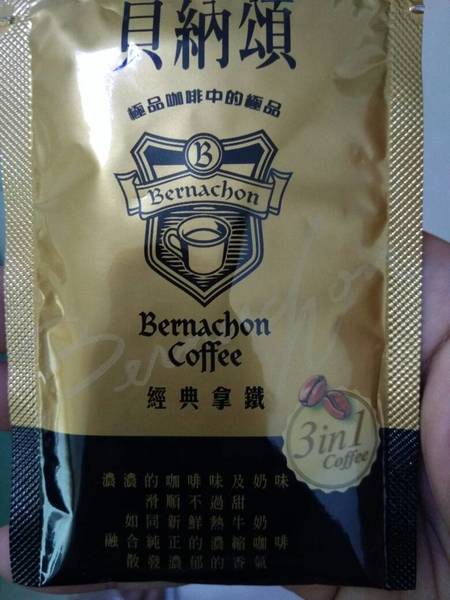 貝納頌
極品咖啡中的極品
B
Bernachon
Bernachon
Bernachon
Coffee
經典拿鐵
3in1
Coffee
濃濃的咖啡味及奶味
滑順不過甜
如同新鮮熱牛奶
融合純正的濃縮咖啡
散發濃郁的香氣